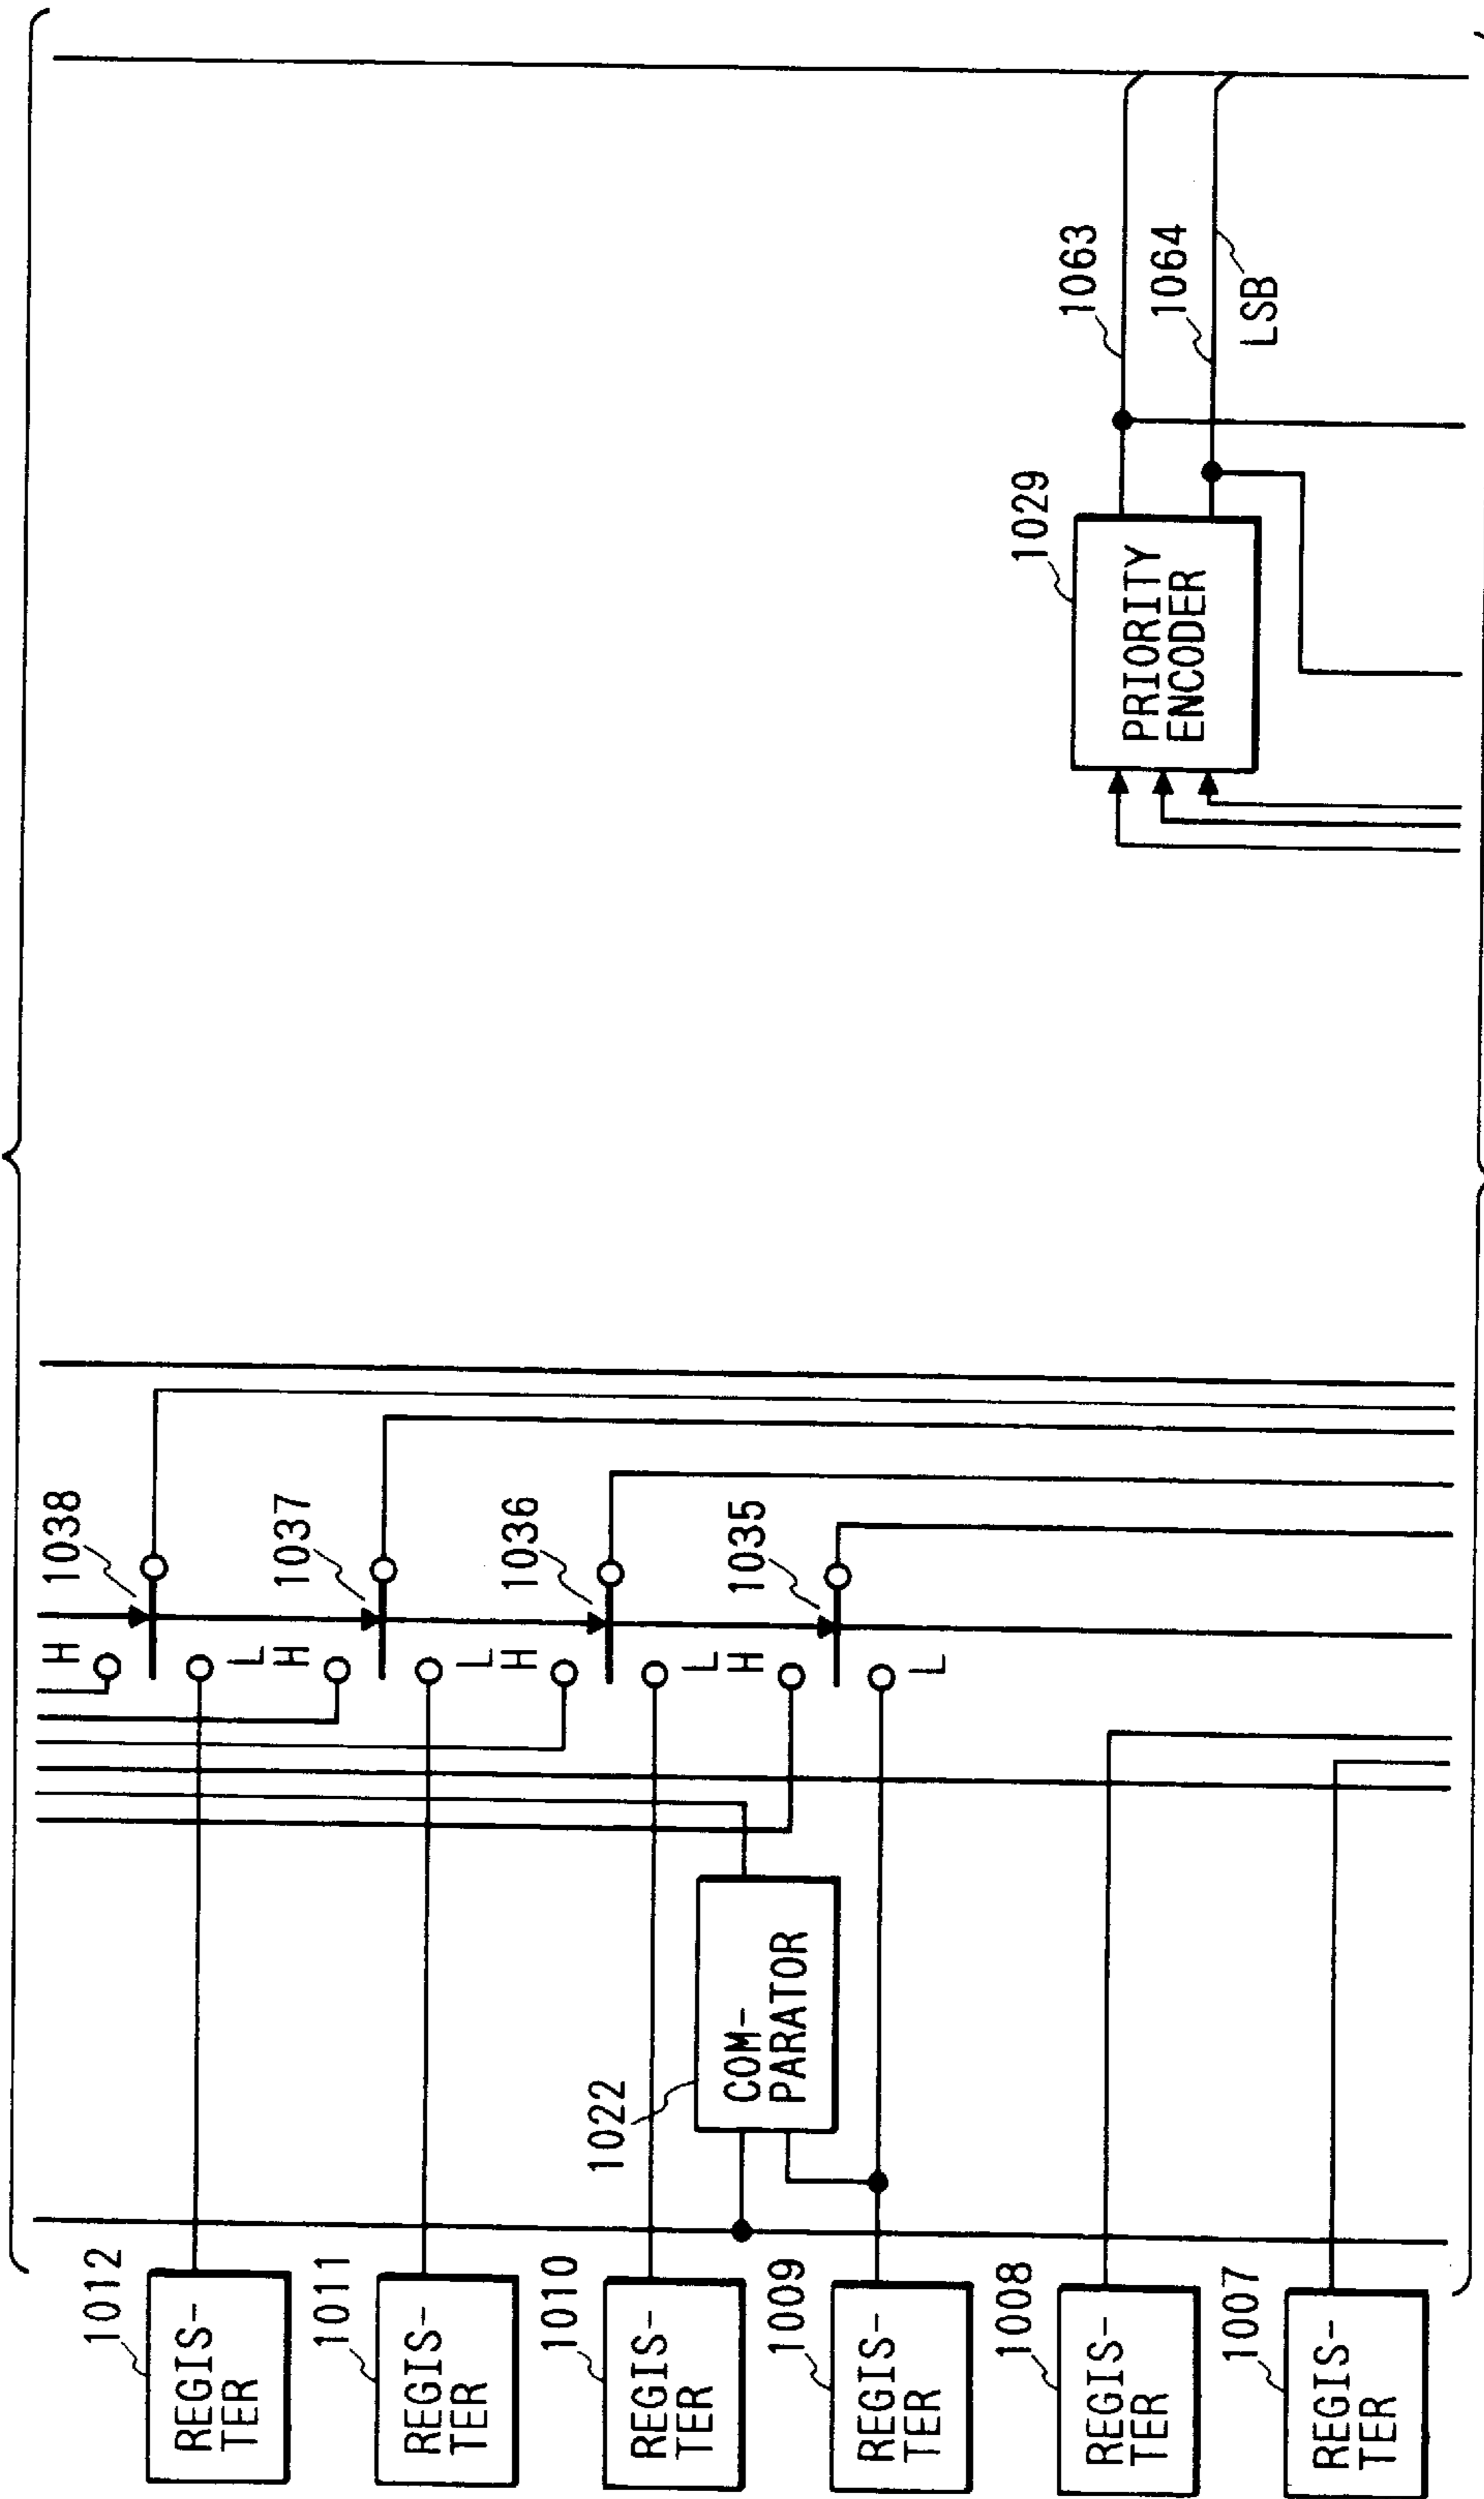 1012
REGIS-
TER
1011
REGIS-
TER
1010
REGIS-
TER
1009
REGIS-
TER
1008
REGIS-
TER
1007
REGIS-
TER
1022
COM-
PARATOR
H
1038
L
H
1037
L
H
1036
L
H
1035
L
1029
PRIORITY
ENCODER
1063
1064
LSB